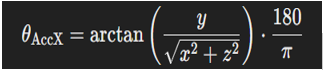 θ_AccX = arctan ( y / √(x² + z²) ) · 180 / π